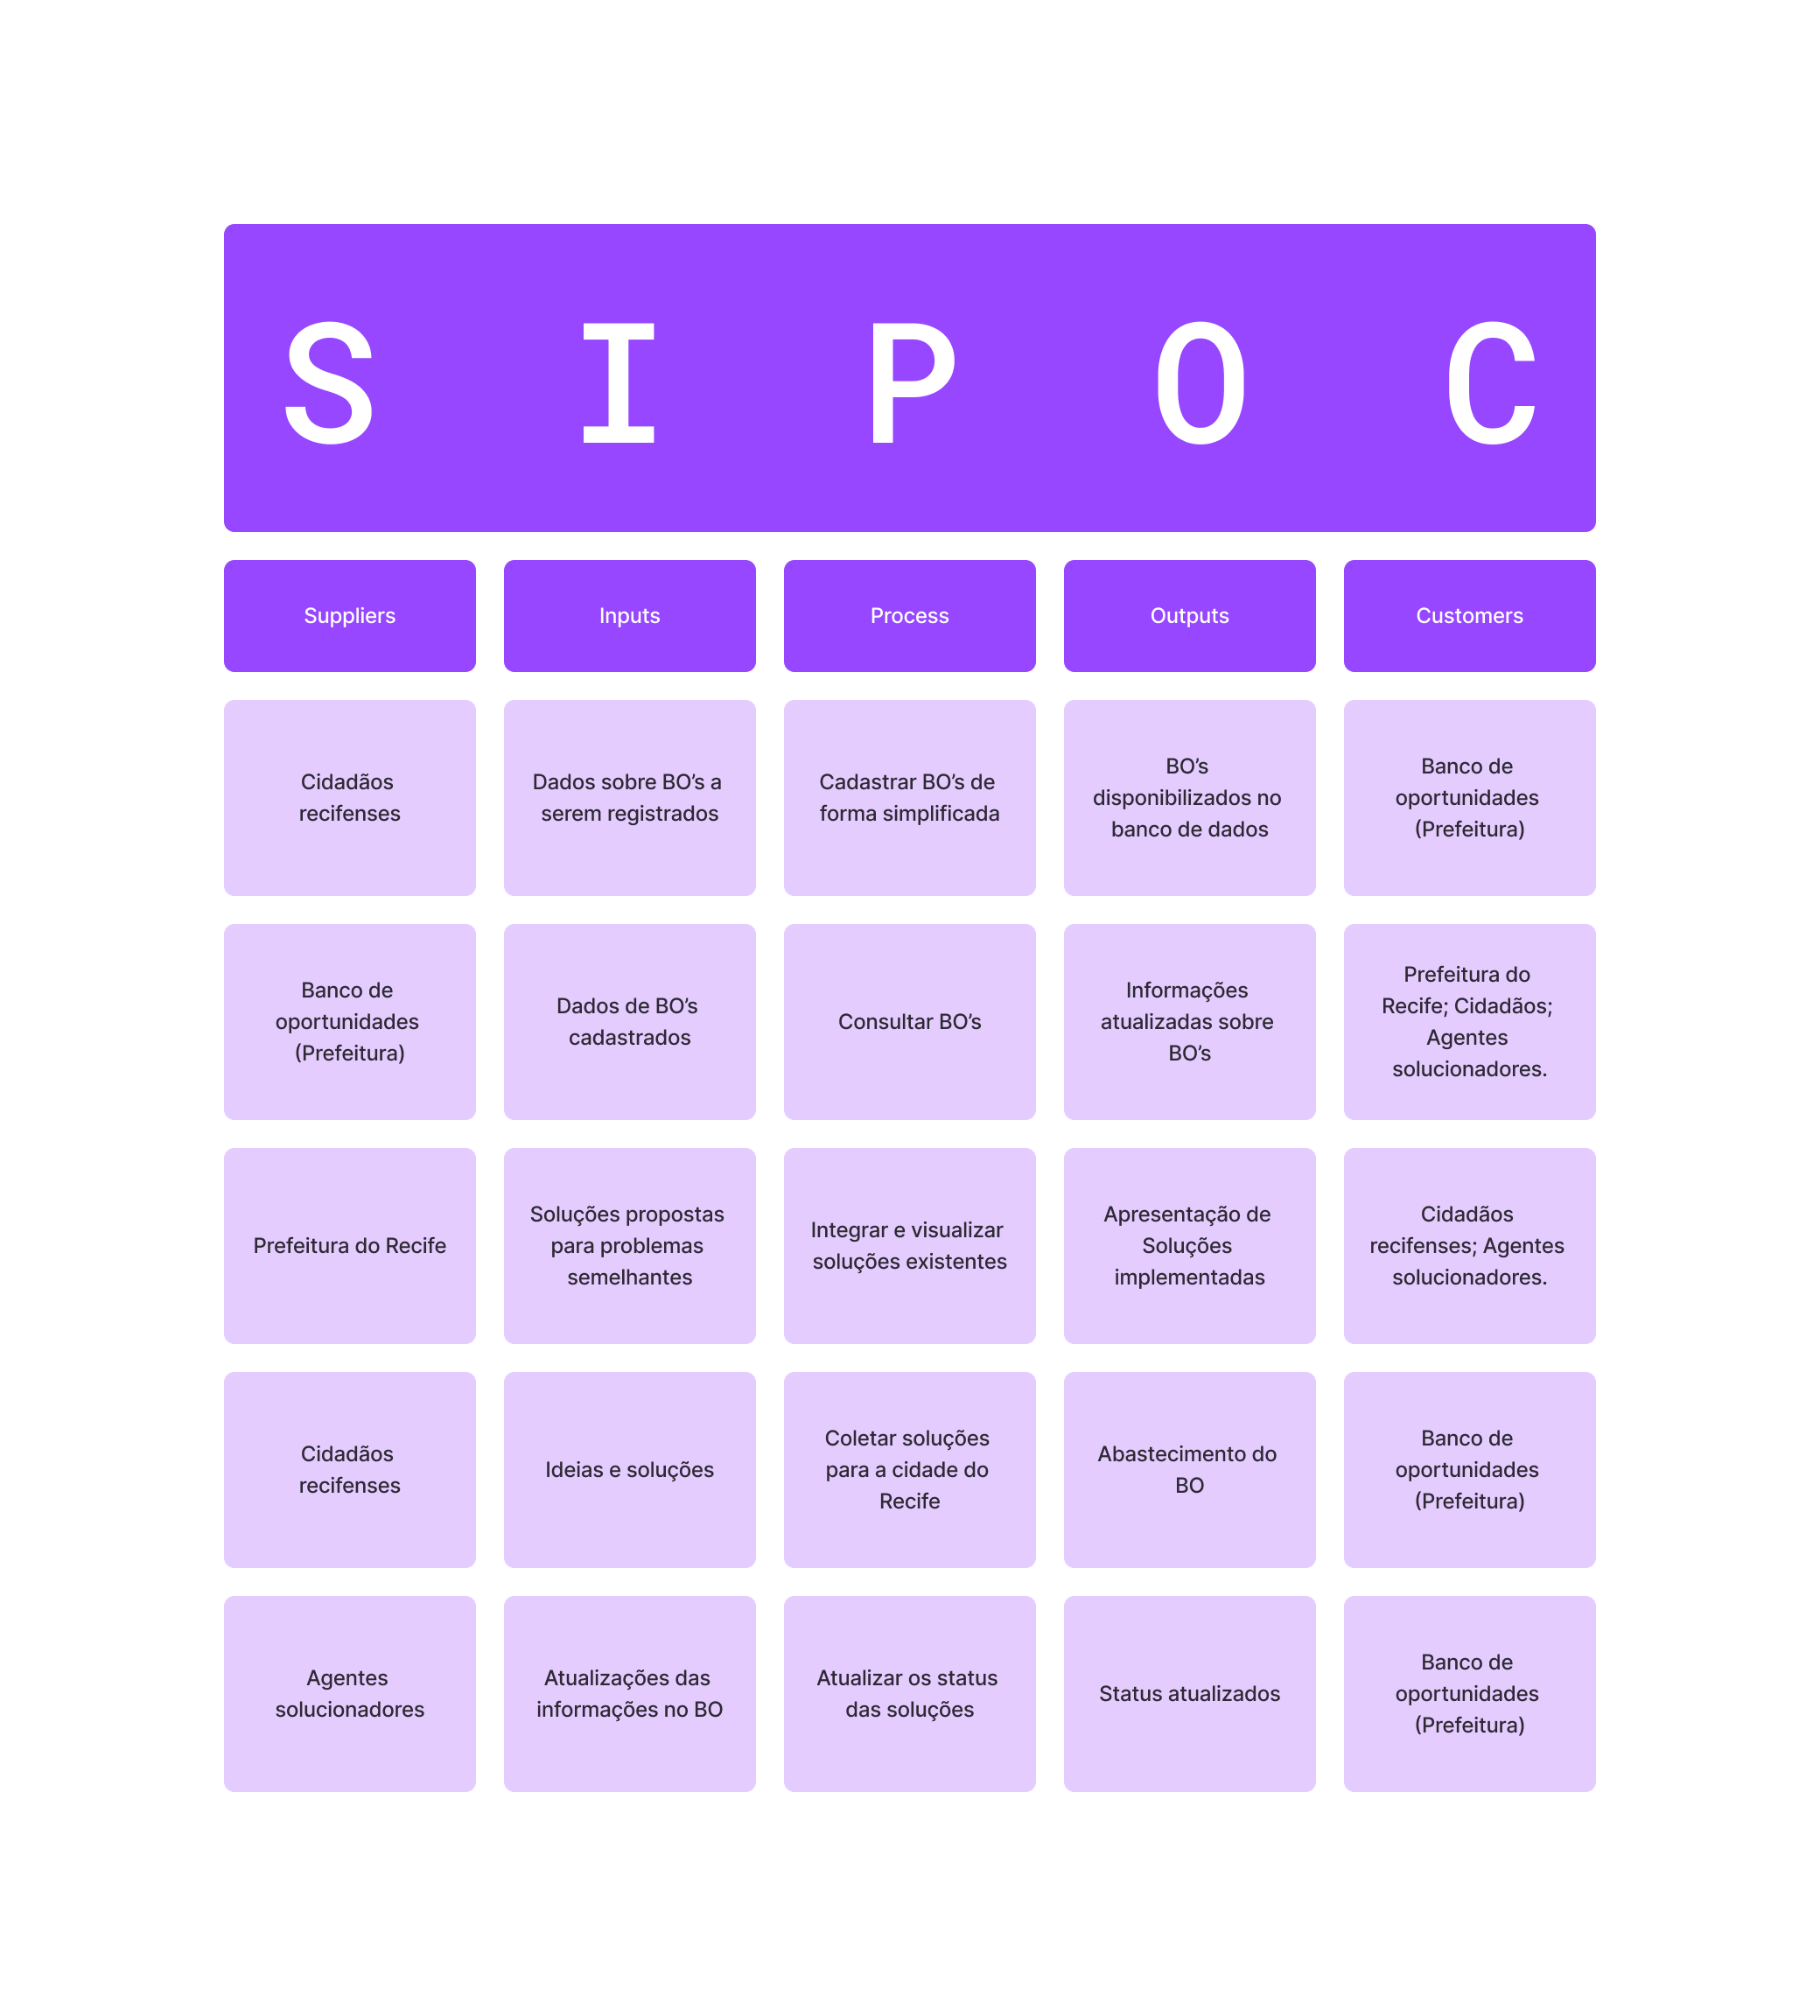 S I P O C
Suppliers
Inputs
Process
Outputs
Customers
Cidadãos
recifenses
Dados sobre BO’s a
serem registrados
Cadastrar BO’s de
forma simplificada
BO’s
disponibilizados no
banco de dados
Banco de
oportunidades
(Prefeitura)
Banco de
oportunidades
(Prefeitura)
Dados de BO’s
cadastrados
Consultar BO’s
Informações
atualizadas sobre
BO’s
Prefeitura do
Recife; Cidadãos;
Agentes
solucionadores.
Prefeitura do Recife
Soluções propostas
para problemas
semelhantes
Integrar e visualizar
soluções existentes
Apresentação de
Soluções
implementadas
Cidadãos
recifenses; Agentes
solucionadores.
Cidadãos
recifenses
Ideias e soluções
Coletar soluções
para a cidade do
Recife
Abastecimento do
BO
Banco de
oportunidades
(Prefeitura)
Agentes
solucionadores
Atualizações das
informações no BO
Atualizar os status
das soluções
Status atualizados
Banco de
oportunidades
(Prefeitura)